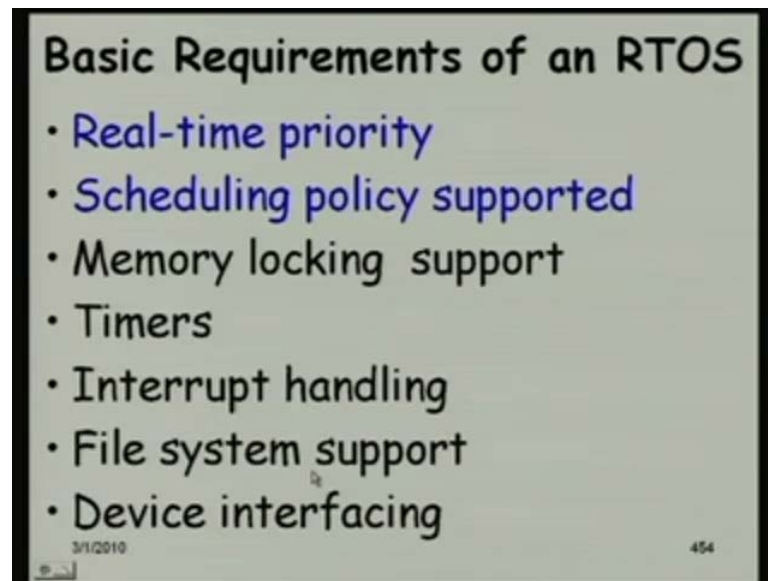 Basic Requirements of an RTOS
• Real-time priority
• Scheduling policy supported
• Memory locking support
• Timers
• Interrupt handling
• File system support
• Device interfacing
3/1/2010
454